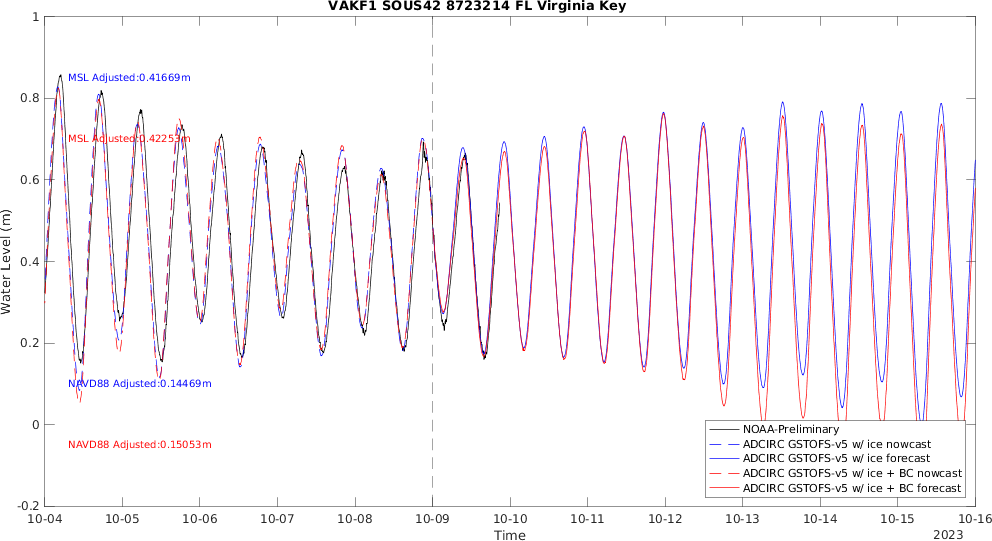 VAKF1 SOUS42 8723214 FL Virginia Key
1
0.8
0.6
0.4
0.2
0
-0.2
Water Level (m)
MSL Adjusted:0.41669m
MSL Adjusted:0.42253m
NAVD88 Adjusted:0.14469m
NAVD88 Adjusted:0.15053m
NOAA-Preliminary
ADCIRC GSTOFS-v5 w/ ice nowcast
ADCIRC GSTOFS-v5 w/ ice forecast
ADCIRC GSTOFS-v5 w/ ice + BC nowcast
ADCIRC GSTOFS-v5 w/ ice + BC forecast
10-04 10-05 10-06 10-07 10-08 10-09 10-10 10-11 10-12 10-13 10-14 10-15 10-16
Time
2023